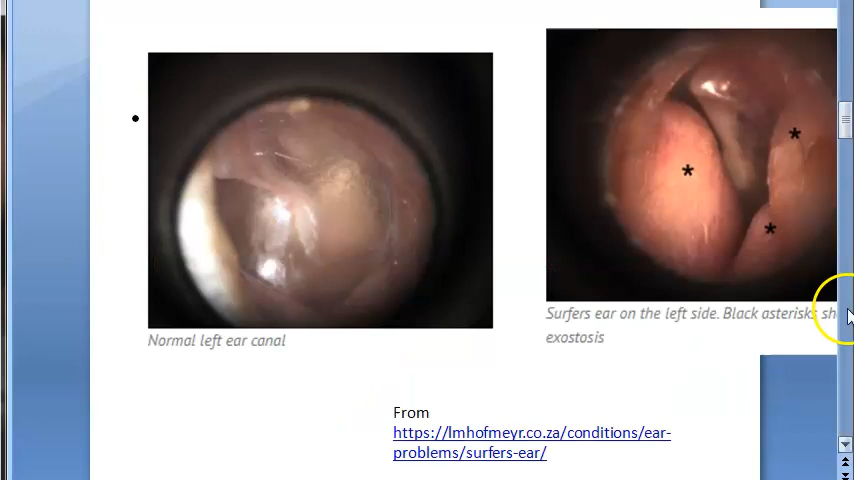 Normal left ear canal
Surfers ear on the left side. Black asterisks
exostosis
From
https://lmhofmeyr.co.za/conditions/ear-
problems/surfers-ear/